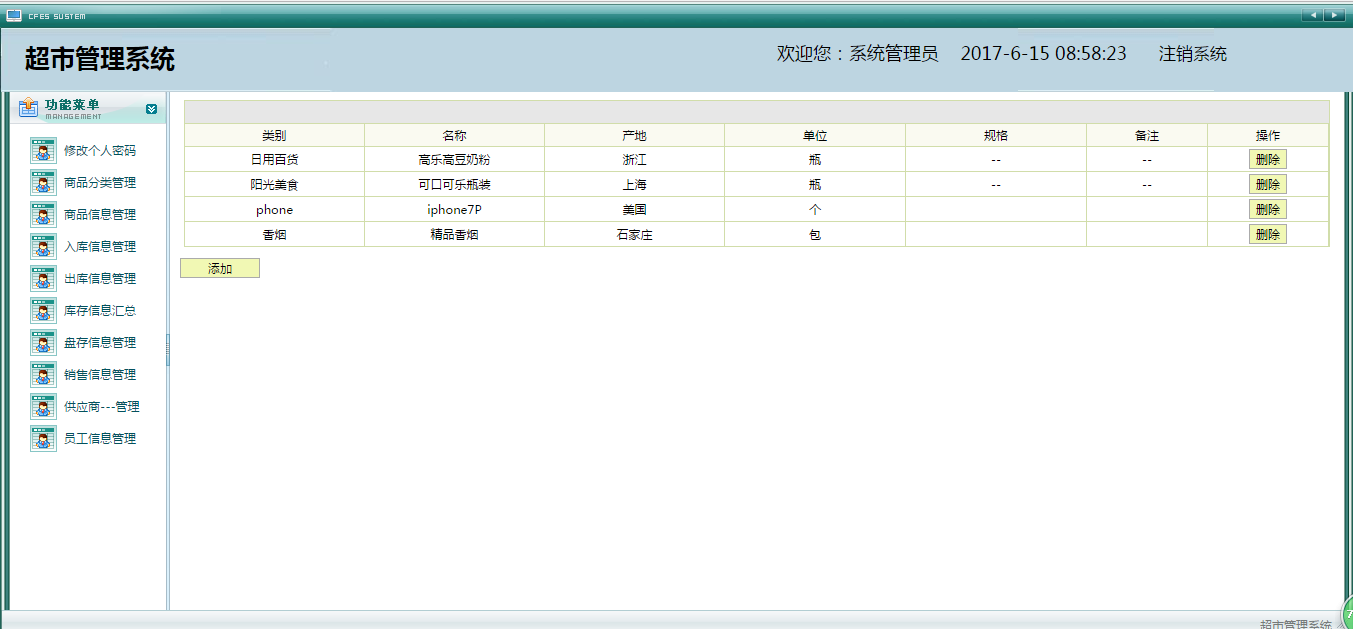 CFES SUSTEM
超市管理系统
欢迎您：系统管理员 2017-6-15 08:58:23 注销系统
功能菜单
MANAGEMENT
修改个人密码
商品分类管理
商品信息管理
入库信息管理
出库信息管理
库存信息汇总
盘存信息管理
销售信息管理
供应商---管理
员工信息管理
类别 名称 产地 单位 规格 备注 操作
日用百货 高乐高豆奶粉 浙江 瓶 -- -- 删除
阳光美食 可口可乐瓶装 上海 瓶 -- -- 删除
phone iphone7P 美国 个 删除
香烟 精品香烟 石家庄 包 删除
添加
超市管理系统